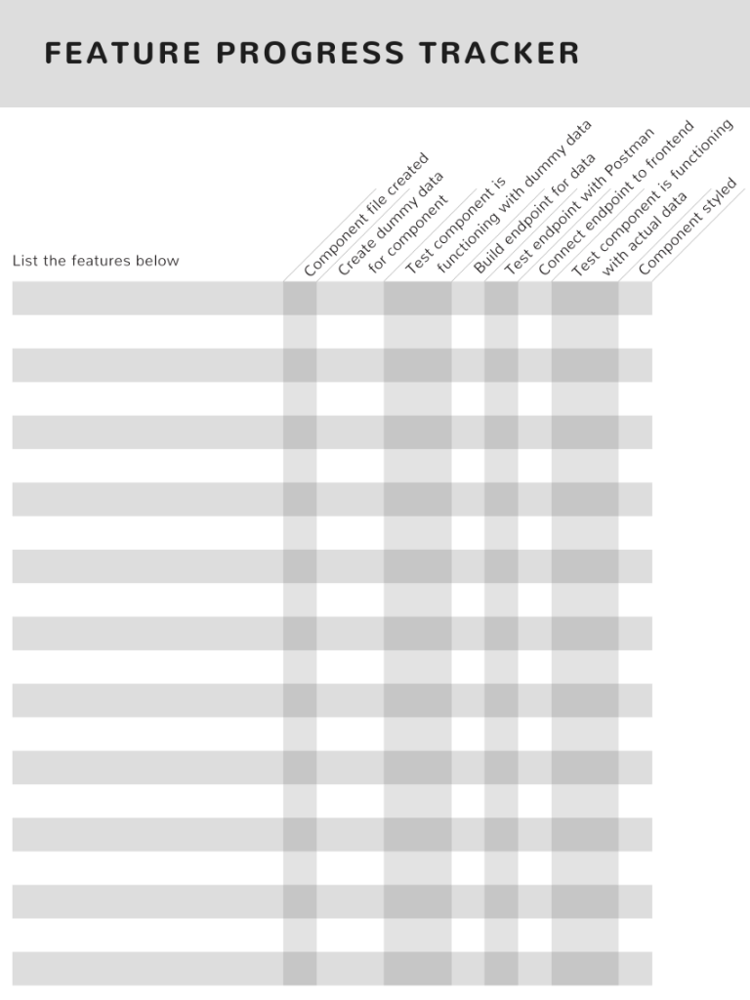 FEATURE PROGRESS TRACKER
List the features below
Component file created
Create dummy data
for component
Test component is
functioning with dummy data
Build endpoint for data
Test endpoint with Postman
Connect endpoint to frontend
Test component is functioning
with actual data
Component styled